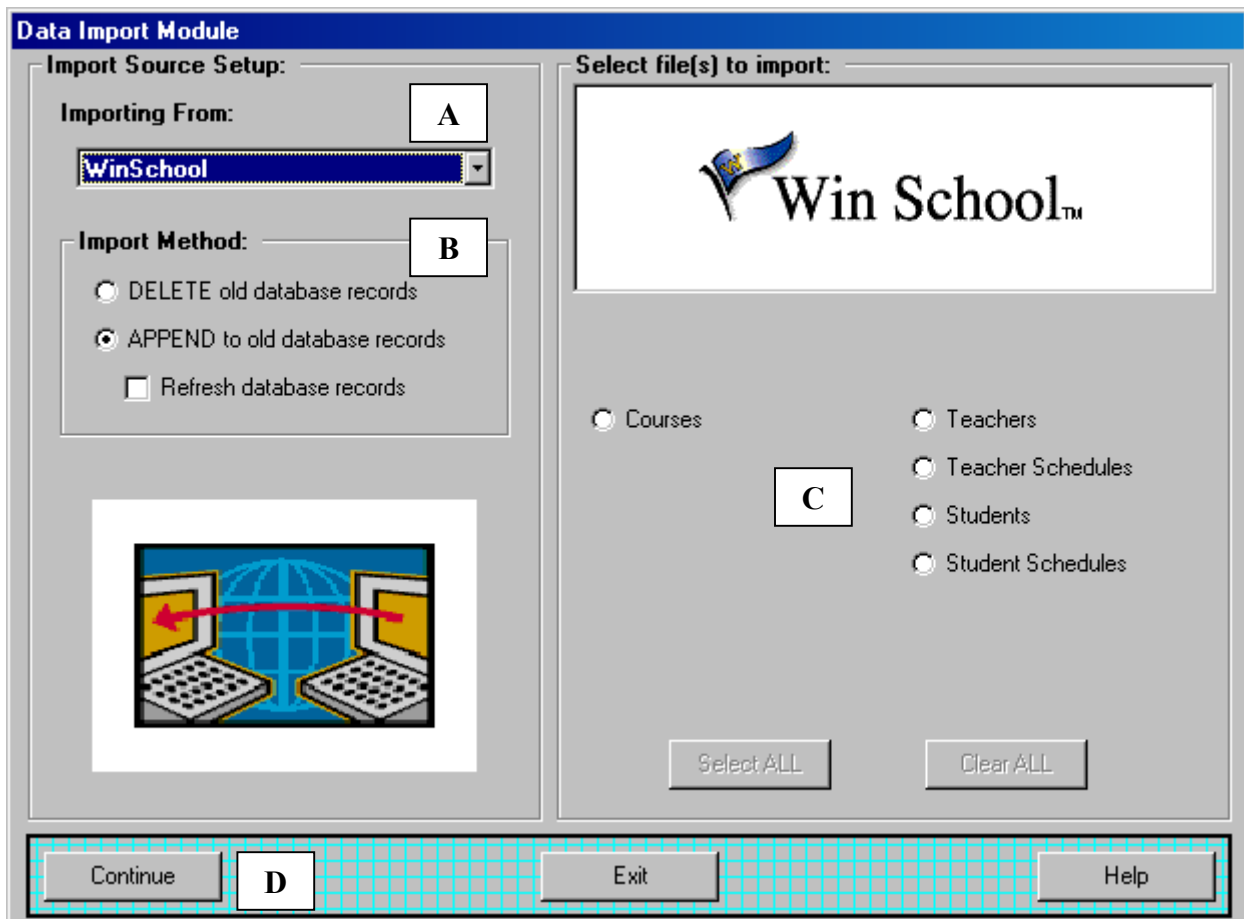 Data Import Module
Import Source Setup:
Importing From:
A
WinSchool
Import Method:
B
DELETE old database records
APPEND to old database records
Refresh database records
Select file(s) to import:
W
Win School™
Courses
Teachers
Teacher Schedules
C
Students
Student Schedules
Select ALL
Clear ALL
Continue
D
Exit
Help